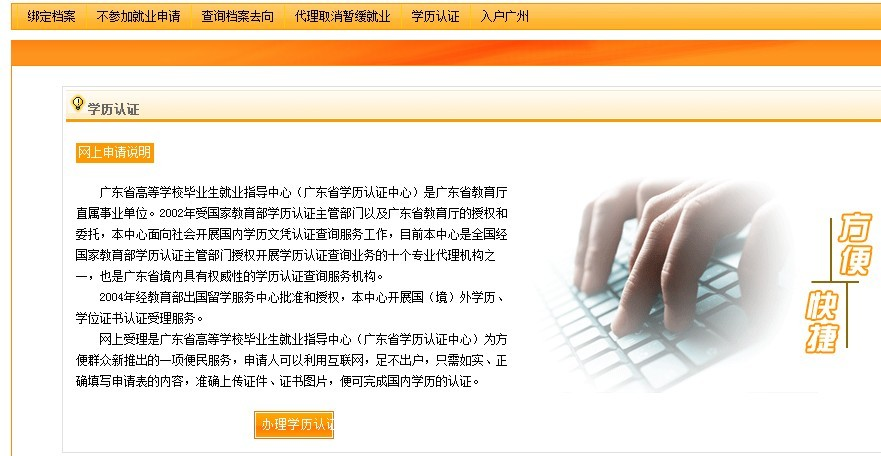 绑定档案 不参加就业申请 查询档案去向 代理取消暂缓就业 学历认证 入户广州
学历认证
网上申请说明
广东省高等学校毕业生就业指导中心（广东省学历认证中心）是广东省教育厅
直属事业单位。2002年受国家教育部学历认证主管部门以及广东省教育厅的授权和
委托，本中心面向社会开展国内学历文凭认证查询服务工作，目前本中心是全国经
国家教育部学历认证主管部门授权开展学历认证查询业务的十个专业代理机构之
一，也是广东省境内具有权威性的学历认证查询服务机构。
2004年经教育部出国留学服务中心批准和授权，本中心开展国（境）外学历、
学位证书认证受理服务。
网上受理是广东省高等学校毕业生就业指导中心（广东省学历认证中心）为方
便群众新推出的一项便民服务，申请人可以利用互联网，足不出户，只需如实、正
确填写申请表的内容，准确上传证件、证书图片，便可完成国内学历的认证。
方便
快捷
办理学历认证